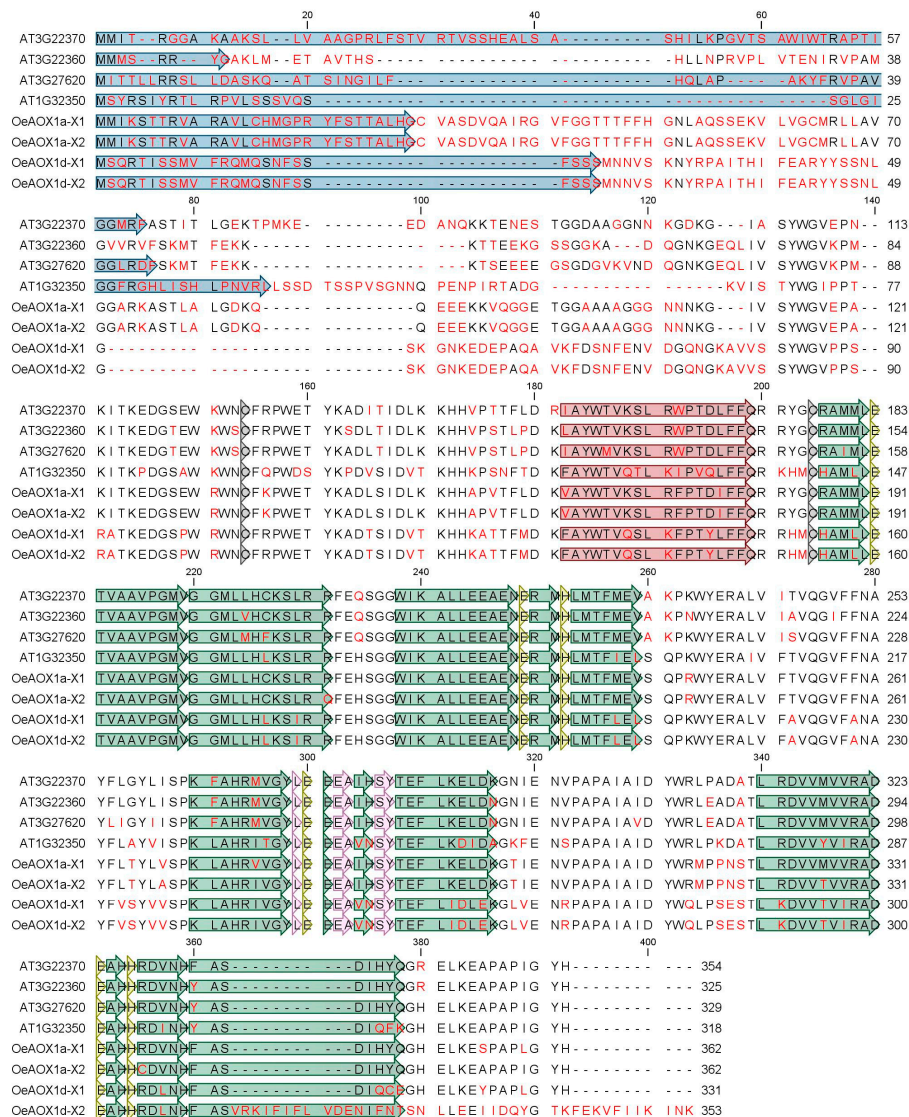 20 40 60
AT3G22370 MMIT--RGGA KAAKSL--LV AAGPRLFSTV RTVSSHEALS A--------- SHILKPGVTS AWIWTRAPTI 57
AT3G22360 MMMS--RR-- YGAKLM--ET AVTHS----- ---------- ---------- -HLLNPRVPL VTENIRVPAM 38
AT3G27620 MITTLLRRSL LDASKQ--AT SINGILF--- ---------- ---------- -HQLAP---- -AKYFRVPAV 39
AT1G32350 MSYRSIYRTL RPVLSSSVQS ---------- ---------- ---------- ---------- -----SGLGI 25
OeAOX1a-X1 MMIKSTTRVA RAVLCHMGPR YFSTTALHGC VASDVQAIRG VFGGTTTFFH GNLAQSSEKV LVGCMRLLAV 70
OeAOX1a-X2 MMIKSTTRVA RAVLCHMGPR YFSTTALHGC VASDVQAIRG VFGGTTTFFH GNLAQSSEKV LVGCMRLLAV 70
OeAOX1d-X1 MSQRTISSMV FRQMQSNFSS ---------- ---------- -FSSSMNNVS KNYRPAITHI FEARYYSSNL 49
OeAOX1d-X2 MSQRTISSMV FRQMQSNFSS ---------- ---------- -FSSSMNNVS KNYRPAITHI FEARYYSSNL 49
80 100 120 140
AT3G22370 GGMRPASTIT LGEKTPMKE- --------ED ANQKKTENES TGGDAAGGNN KGDKG---IA SYWGVEPN-- 113
AT3G22360 GVVRVFSKMT FEKK------ ---------- ---KTTEEKG SSGGKA---D QGNKGEQLIV SYWGVKPM-- 84
AT3G27620 GGLRDFSKMT FEKK------ ---------- ---KTSEEEE GSGDGVKVND QGNKGEQLIV SYWGVKPM-- 88
AT1G32350 GGFRGHLISH LPNVRILSSD TSSPVSGNNQ PENPIRTADG ---------- ------KVIS TYWGIPPT-- 77
OeAOX1a-X1 GGARKASTLA LGDKQ----- ---------Q EEEKKVQGGE TGGAAAAGGG NNNKG---IV SYWGVEPA-- 121
OeAOX1a-X2 GGARKASTLA LGDKQ----- ---------Q EEEKKVQGGE TGGAAAAGGG NNNKG---IV SYWGVEPA-- 121
OeAOX1d-X1 G--------- --------SK GNKEDEPAQA VKFDSNFENV DGQNGKAVVS SYWGVPPS-- 90
OeAOX1d-X2 G--------- --------SK GNKEDEPAQA VKFDSNFENV DGQNGKAVVS SYWGVPPS-- 90
160 180 200
AT3G22370 KITKEDGSEW KWNCFRPWET YKADITIDLK KHHVPTTFLD RIAYWTVKSL RWPTDLFFQR RYGCRAMMLE 183
AT3G22360 KITKEDGTEW KWSCFRPWET YKSDLTIDLK KHHVPSTLPD KLAYWTVKSL RWPTDLFFQR RYGCRAMMLE 154
AT3G27620 KITKEDGTEW KWSCFRPWET YKADLTIDLK KHHVPSTLPD KIAYWMVKSL RWPTDLFFQR RYGCRAIMLE 158
AT1G32350 KITKPDGSAW KWNCFQPWDS YKPDVSIDVT KHHKPSNFTD KFAYWTVQTL KIPVQLFFQR KHMCHAMLLE 147
OeAOX1a-X1 KITKEDGSEW RWNCFKPWET YKADLSIDLK KHHAPVTFLD KVAYWTVKSL RFPTDIFFQR RYGCRAMMLE 191
OeAOX1a-X2 KITKEDGSEW RWNCFKPWET YKADLSIDLK KHHAPVTFLD KVAYWTVKSL RFPTDIFFQR RYGCRAMMLE 191
OeAOX1d-X1 RATKEDGSPW RWNCFRPWET YKADTSIDVT KHHKATTFMD KFAYWTVQSL KFPTYLFFQR RHMCHAMLLE 160
OeAOX1d-X2 RATKEDGSPW RWNCFRPWET YKADTSIDVT KHHKATTFMD KFAYWTVQSL KFPTYLFFQR RHMCHAMLLE 160
220 240 260 280
AT3G22370 TVAAVPGMVG GMLLHCKSLR RFEQSGGWIK ALLEEAENER MHLMTFMEVA KPKWYERALV ITVQGVFFNA 253
AT3G22360 TVAAVPGMVG GMLVHCKSLR RFEQSGGWIK ALLEEAENER MHLMTFMEVA KPNWYERALV IAVQGIFFNA 224
AT3G27620 TVAAVPGMVG GMLMHFKSLR RFEQSGGWIK ALLEEAENER MHLMTFMEVA KPKWYERALV ISVQGVFFNA 228
AT1G32350 TVAAVPGMVG GMLLHLKSLR RFEHSGGWIK ALLEEAENER MHLMTFIELS QPKWYERAIV FTVQGVFFNA 217
OeAOX1a-X1 TVAAVPGMVG GMLLHCKSLR RFEHSGGWIK ALLEEAENER MHLMTFMEVS QPRWYERALV FTVQGVFFNA 261
OeAOX1a-X2 TVAAVPGMVG GMLLHCKSLR CFEHSGGWIK ALLEEAENER MHLMTFMEVS QPRWYERALV FTVQGVFFNA 261
OeAOX1d-X1 TVAAVPGMVG GMLLHLKSIR RFEHSGGWIK ALLEEAENER MHLMTFLELS QPKWYERALV FAVQGVFANA 230
OeAOX1d-X2 TVAAVPGMVG GMLLHLKSIR RFEHSGGWIK ALLEEAENER MHLMTFLELS QPKWYERALV FAVQGVFANA 230
300 320 340
AT3G22370 YFLGYLISPK FAHRMVGYLE EEAIHSYTEF LKELDKGNIE NVPAPAIAID YWRLPADATL RDVVMVVRAD 323
AT3G22360 YFLGYLISPK FAHRMVGYLE EEAIHSYTEF LKELDNGNIE NVPAPAIAID YWRLEADATL RDVVMVVRAD 294
AT3G27620 YLIGYIISPK FAHRMVGYLE EEAIHSYTEF LKELDNGNIE NVPAPAIAVD YWRLEADATL RDVVMVVRAD 298
AT1G32350 YFLAYVISPK LAHRITGYLE EEAVNSYTEF LKDIDAGKFE NSPAPAIAID YWRLPKDATL RDVVYVIRAD 287
OeAOX1a-X1 YFLTYLVSPK LAHRVVGYLE EEAIHSYTEF LKELDKGTIE NVPAPAIAID YWRMPPNSTL RDVVMVVRAD 331
OeAOX1a-X2 YFLTYLASPK LAHRIVGYLE EEAIHSYTEF LKELDKGTIE NVPAPAIAID YWRMPPNSTL RDVVTVVRAD 331
OeAOX1d-X1 YFVSYVVSPK LAHRIVGYLE EEAVNSYTEF LIDLEKGLVE NRPAPAIAID YWQLPSESTL KDVVTVIRAD 300
OeAOX1d-X2 YFVSYVVSPK LAHRIVGYLE EEAVNSYTEF LIDLEKGLVE NRPAPAIAID YWQLPSESTL KDVVTVIRAD 300
360 380 400
AT3G22370 EAHHRDVNHF AS-------- ---DIHYQGR ELKEAPAPIG YH-------- --- 354
AT3G22360 EAHHRDVNHY AS-------- ---DIHYQGR ELKEAPAPIG YH-------- --- 325
AT3G27620 EAHHRDVNHY AS-------- ---DIHYQGH ELKEAPAPIG YH-------- --- 329
AT1G32350 EAHHRDINHY AS-------- ---DIQFKGH ELKEAPAPIG YH-------- --- 318
OeAOX1a-X1 EAHHRDVNHF AS-------- ---DIHYQGH ELKESPAPLG YH-------- --- 362
OeAOX1a-X2 EAHHCDVNHF AS-------- ---DIHYQGH ELKEAPAPIG YH-------- --- 362
OeAOX1d-X1 EAHHRDLNHF AS-------- ---DIQCEGH ELKEYPAPLG YH-------- --- 331
OeAOX1d-X2 EAHHRDLNHF ASVRKIFIFL VDENIFNTSN LLEEIIDQYG TKFEKVFIIK INK 353